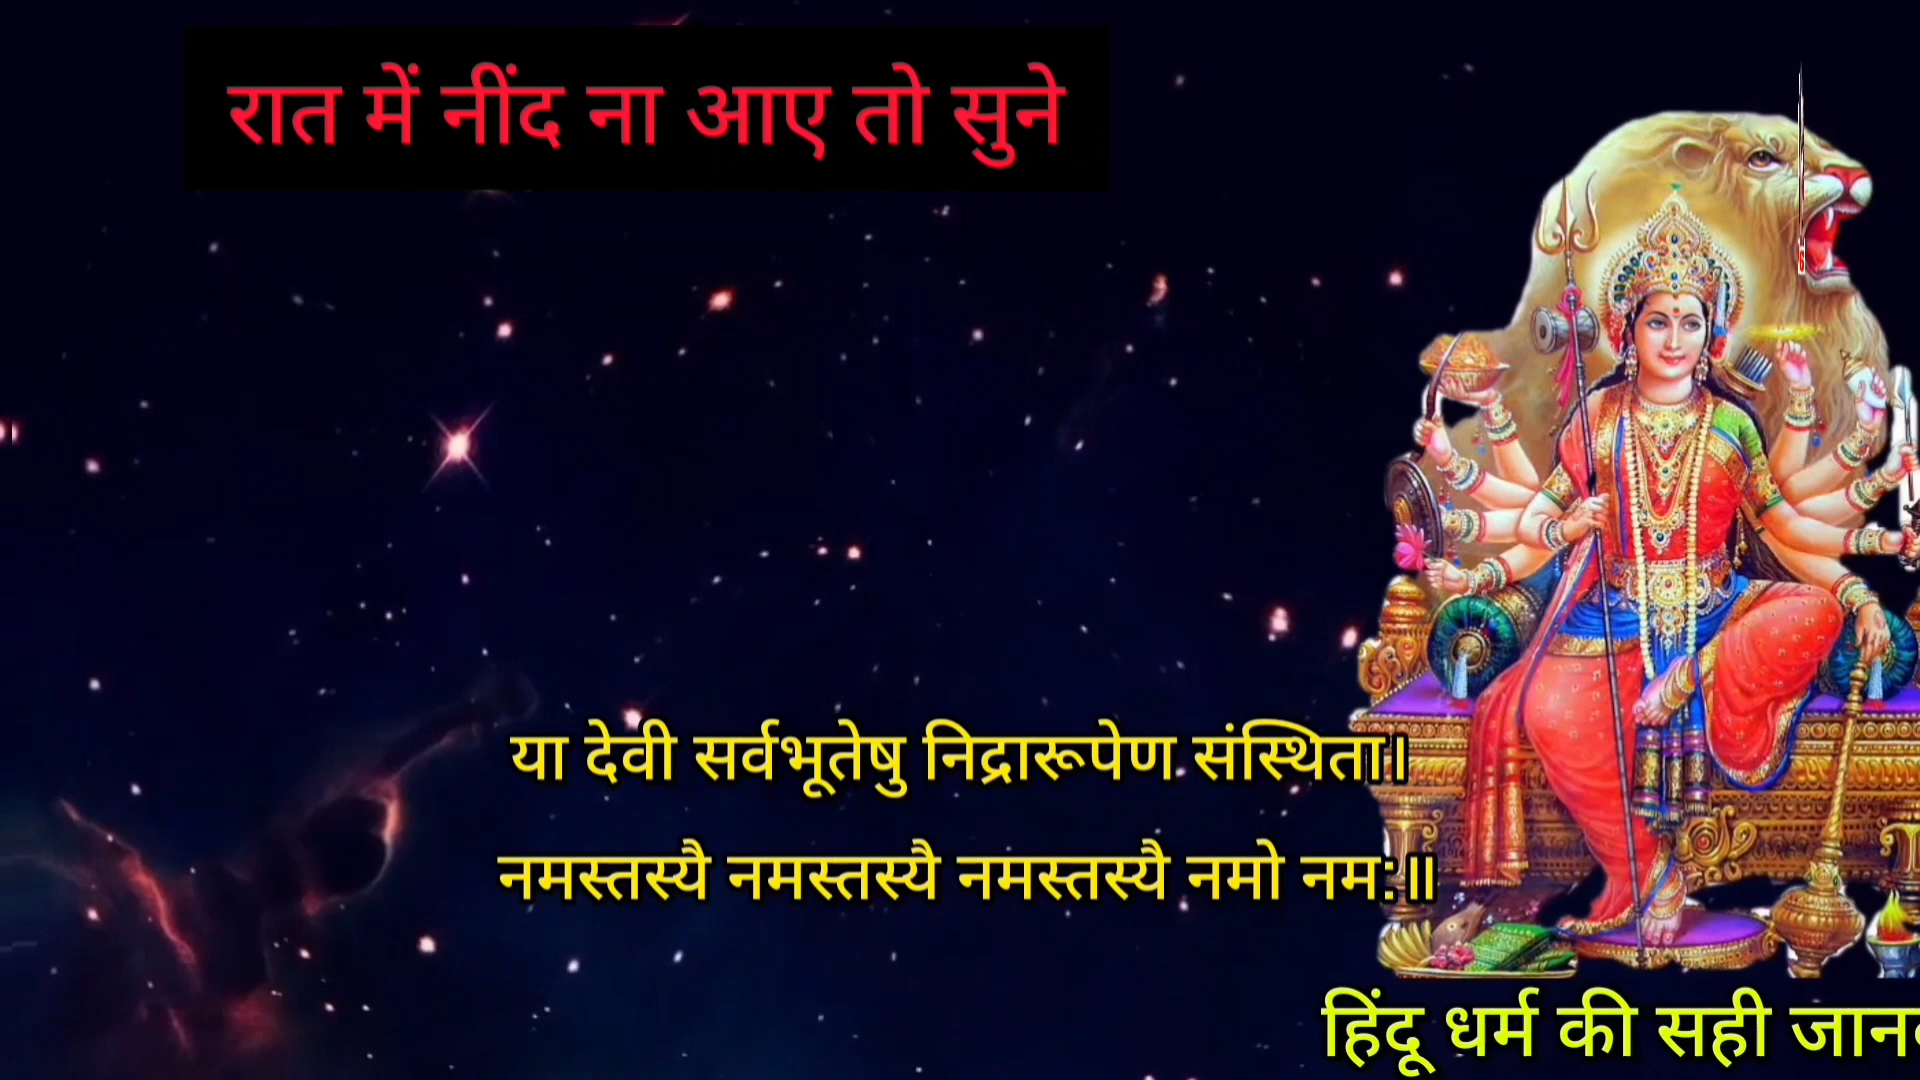 रात में नींद ना आए तो सुने
या देवी सर्वभूतेषु निद्रारूपेण संस्थिता।
नमस्तस्यै नमस्तस्यै नमस्तस्यै नमो नम:॥
हिंदू धर्म की सही